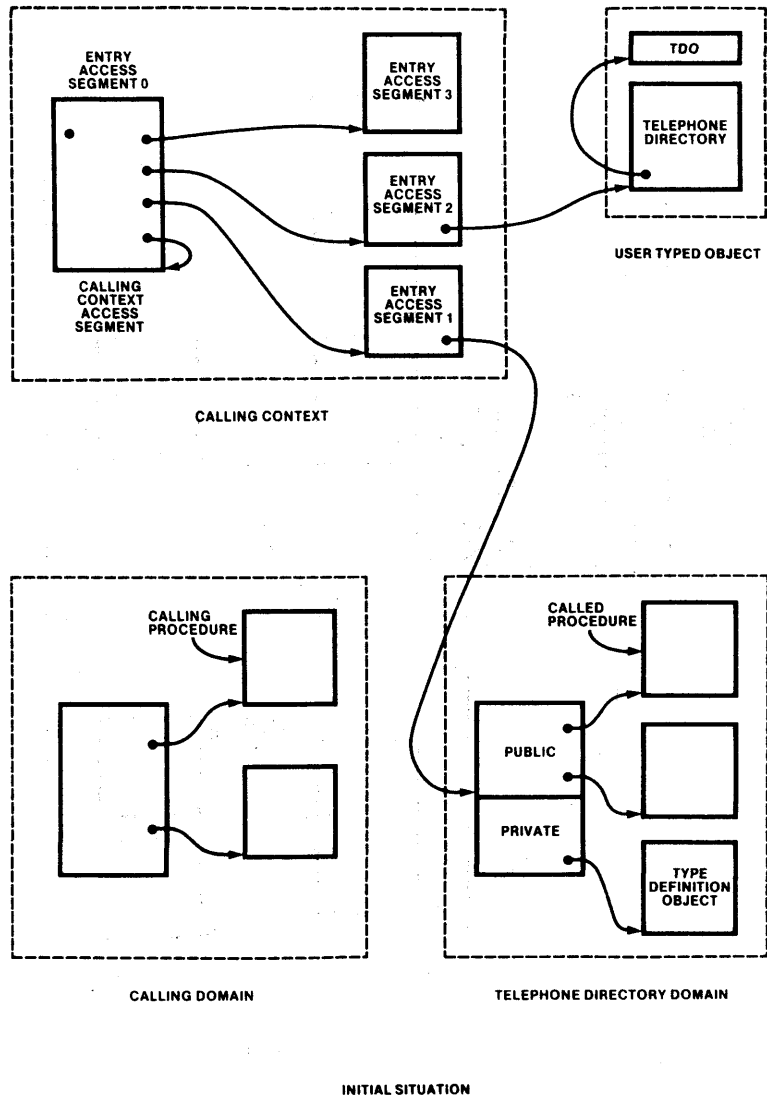 ENTRY
ACCESS
SEGMENT 0
ENTRY
ACCESS
SEGMENT 3
TDO
TELEPHONE
DIRECTORY
ENTRY
ACCESS
SEGMENT 2
USER TYPED OBJECT
CALLING
CONTEXT
ACCESS
SEGMENT
ENTRY
ACCESS
SEGMENT 1
CALLING CONTEXT
CALLING
PROCEDURE
CALLED
PROCEDURE
PUBLIC
PRIVATE
TYPE
DEFINITION
OBJECT
CALLING DOMAIN
TELEPHONE DIRECTORY DOMAIN
INITIAL SITUATION